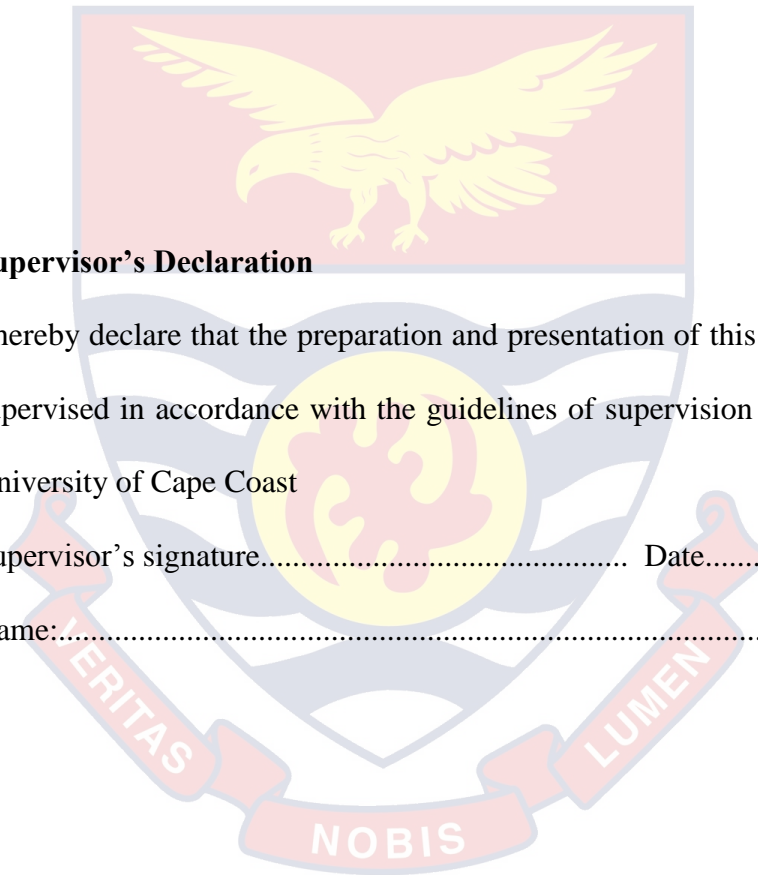 upervisor’s Declaration
hereby declare that the preparation and presentation of this
pervised in accordance with the guidelines of supervision
niversity of Cape Coast
upervisor’s signature.............................................. Date.......
ame:.......................................................................................
VERITAS NOBIS LUMEN